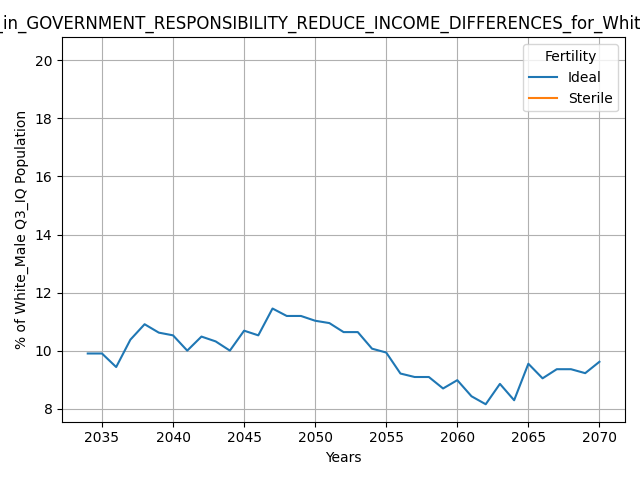 _in_GOVERNMENT_RESPONSIBILITY_REDUCE_INCOME_DIFFERENCES_for_Whit
Fertility
Ideal
Sterile
% of White_Male Q3_IQ Population
20
18
16
14
12
10
8
2035 2040 2045 2050 2055 2060 2065 2070
Years